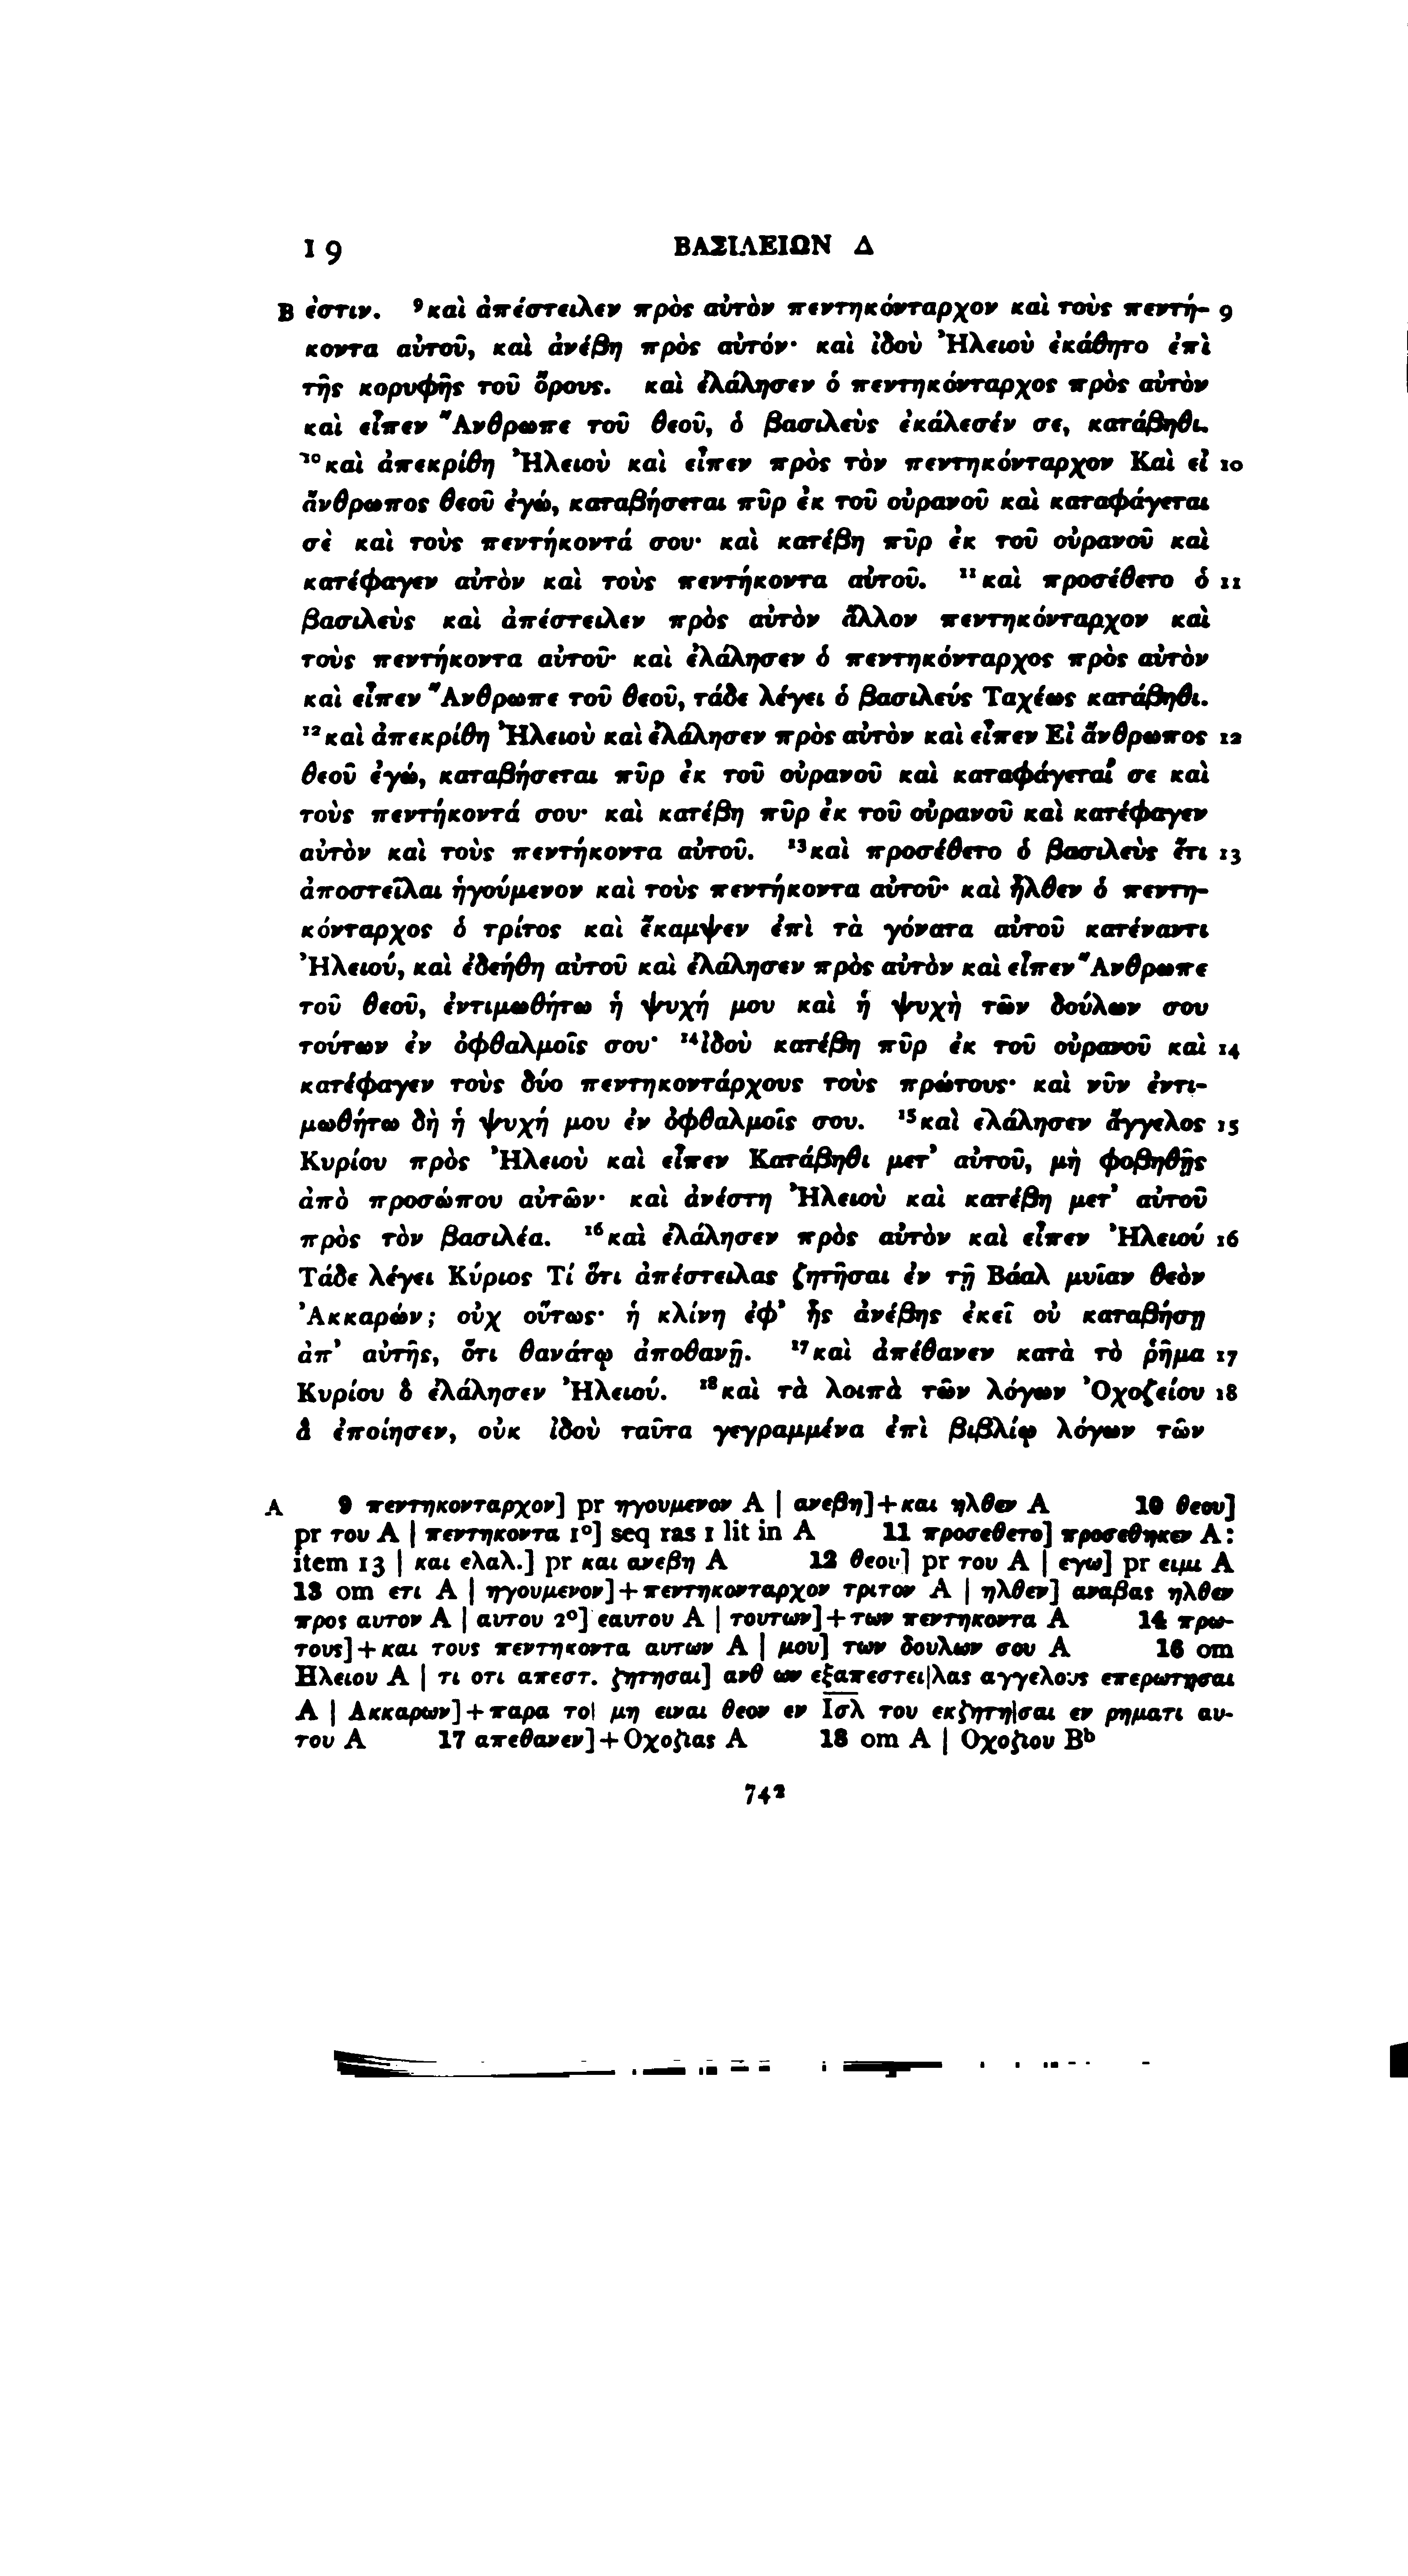 1 9 ΒΑΣΙΛΕΙΩΝ Δ
B ἐστιν. ⁹καὶ ἀπέστειλεν πρὸς αὐτὸν πεντηκόνταρχον καὶ τοὺς πεντή- 9
κοντα αὐτοῦ, καὶ ἀνέβη πρὸς αὐτόν· καὶ ἰδοὺ Ἠλειοὺ ἐκάθητο ἐπὶ
τῆς κορυφῆς τοῦ ὄρους. καὶ ἐλάλησεν ὁ πεντηκόνταρχος πρὸς αὐτὸν
καὶ εἶπεν Ἄνθρωπε τοῦ θεοῦ, ὁ βασιλεὺς ἐκάλεσέν σε, κατάβηθι.
¹⁰καὶ ἀπεκρίθη Ἠλειοὺ καὶ εἶπεν πρὸς τὸν πεντηκόνταρχον Καὶ εἰ 10
ἄνθρωπος θεοῦ ἐγώ, καταβήσεται πῦρ ἐκ τοῦ οὐρανοῦ καὶ καταφάγεται
σὲ καὶ τοὺς πεντήκοντά σου· καὶ κατέβη πῦρ ἐκ τοῦ οὐρανοῦ καὶ
κατέφαγεν αὐτὸν καὶ τοὺς πεντήκοντα αὐτοῦ. ¹¹καὶ προσέθετο ὁ 11
βασιλεὺς καὶ ἀπέστειλεν πρὸς αὐτὸν ἄλλον πεντηκόνταρχον καὶ
τοὺς πεντήκοντα αὐτοῦ· καὶ ἐλάλησεν ὁ πεντηκόνταρχος πρὸς αὐτὸν
καὶ εἶπεν Ἄνθρωπε τοῦ θεοῦ, τάδε λέγει ὁ βασιλεύς Ταχέως κατάβηθι.
¹²καὶ ἀπεκρίθη Ἠλειοὺ καὶ ἐλάλησεν πρὸς αὐτὸν καὶ εἶπεν Εἰ ἄνθρωπος 12
θεοῦ ἐγώ, καταβήσεται πῦρ ἐκ τοῦ οὐρανοῦ καὶ καταφάγεταί σε καὶ
τοὺς πεντήκοντά σου· καὶ κατέβη πῦρ ἐκ τοῦ οὐρανοῦ καὶ κατέφαγεν
αὐτὸν καὶ τοὺς πεντήκοντα αὐτοῦ. ¹³καὶ προσέθετο ὁ βασιλεὺς ἔτι 13
ἀποστεῖλαι ἡγούμενον καὶ τοὺς πεντήκοντα αὐτοῦ· καὶ ἦλθεν ὁ πεντη-
κόνταρχος ὁ τρίτος καὶ ἔκαμψεν ἐπὶ τὰ γόνατα αὐτοῦ κατέναντι
Ἠλειού, καὶ ἐδεήθη αὐτοῦ καὶ ἐλάλησεν πρὸς αὐτὸν καὶ εἶπεν Ἄνθρωπε
τοῦ θεοῦ, ἐντιμωθήτω ἡ ψυχή μου καὶ ἡ ψυχὴ τῶν δούλων σου
τούτων ἐν ὀφθαλμοῖς σου· ¹⁴ἰδοὺ κατέβη πῦρ ἐκ τοῦ οὐρανοῦ καὶ 14
κατέφαγεν τοὺς δύο πεντηκοντάρχους τοὺς πρώτους· καὶ νῦν ἐντι-
μωθήτω δὴ ἡ ψυχή μου ἐν ὀφθαλμοῖς σου. ¹⁵καὶ ἐλάλησεν ἄγγελος 15
Κυρίου πρὸς Ἠλειοὺ καὶ εἶπεν Κατάβηθι μετ᾽ αὐτοῦ, μὴ φοβηθῇς
ἀπὸ προσώπου αὐτῶν· καὶ ἀνέστη Ἠλειοὺ καὶ κατέβη μετ᾽ αὐτοῦ
πρὸς τὸν βασιλέα. ¹⁶καὶ ἐλάλησεν πρὸς αὐτὸν καὶ εἶπεν Ἠλειού 16
Τάδε λέγει Κύριος Τί ὅτι ἀπέστειλας ζητῆσαι ἐν τῇ Βάαλ μυῖαν θεὸν
Ἀκκαρών; οὐχ οὕτως· ἡ κλίνη ἐφ᾽ ἧς ἀνέβης ἐκεῖ οὐ καταβήσῃ
ἀπ᾽ αὐτῆς, ὅτι θανάτῳ ἀποθανῇ. ¹⁷καὶ ἀπέθανεν κατὰ τὸ ῥῆμα 17
Κυρίου ὃ ἐλάλησεν Ἠλειού. ¹⁸καὶ τὰ λοιπὰ τῶν λόγων Ὀχοζείου 18
ἃ ἐποίησεν, οὐκ ἰδοὺ ταῦτα γεγραμμένα ἐπὶ βιβλίῳ λόγων τῶν
A 9 πεντηκονταρχον] pr ηγουμενον A | ανεβη]+και ηλθεν A 10 θεου]
pr του A | πεντηκοντα 1º] seq ras 1 lit in A 11 προσεθετο] προσεθηκεν A:
item 13 | και ελαλ.] pr και ανεβη A 12 θεου] pr του A | εγω] pr ειμι A
13 om ετι A | ηγουμενον]+πεντηκονταρχον τριτον A | ηλθεν] αναβας ηλθεν
προς αυτον A | αυτου 2º] εαυτου A | τουτων]+των πεντηκοντα A 14 πρω-
τους]+και τους πεντηκοντα αυτων A | μου] των δουλων σου A 16 om
Ηλειου A | τι οτι απεστ. ζητησαι] ανθ ων εξαπεστει|λας αγγελους επερωτησαι
A | Ακκαρων]+παρα το| μη ειναι θεον εν Ι̅σ̅λ̅ του εκζητη|σαι εν ρηματι αυ-
του A 17 απεθανεν]+Οχοζιας A 18 om A | Οχοζιου Bᵇ
742